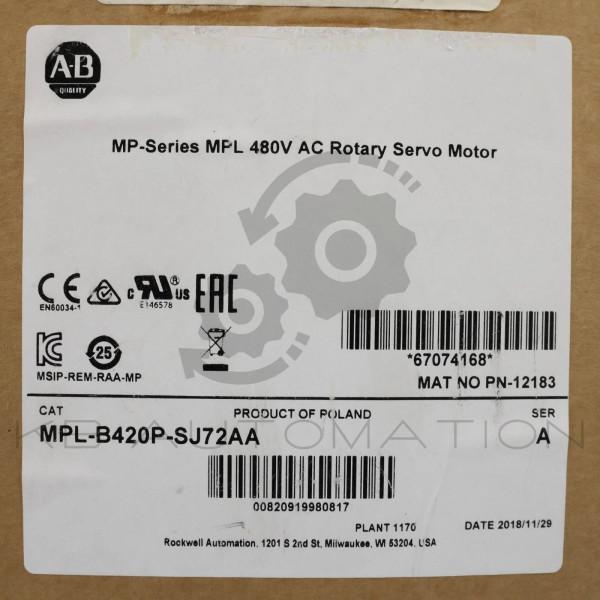 A-B
QUALITY
MP-Series MPL 480V AC Rotary Servo Motor
CE
EN60034-1
c RU ® US
E146578
EAC
25
MSIP-REM-RAA-MP
*67074168*
MAT NO PN-12183
CAT
PRODUCT OF POLAND
SER
MPL-B420P-SJ72AA
A
KB AUTOMATION
00820919980817
PLANT 1170
DATE 2018/11/29
Rockwell Automation, 1201 S 2nd St, Milwaukee, WI 53204, USA